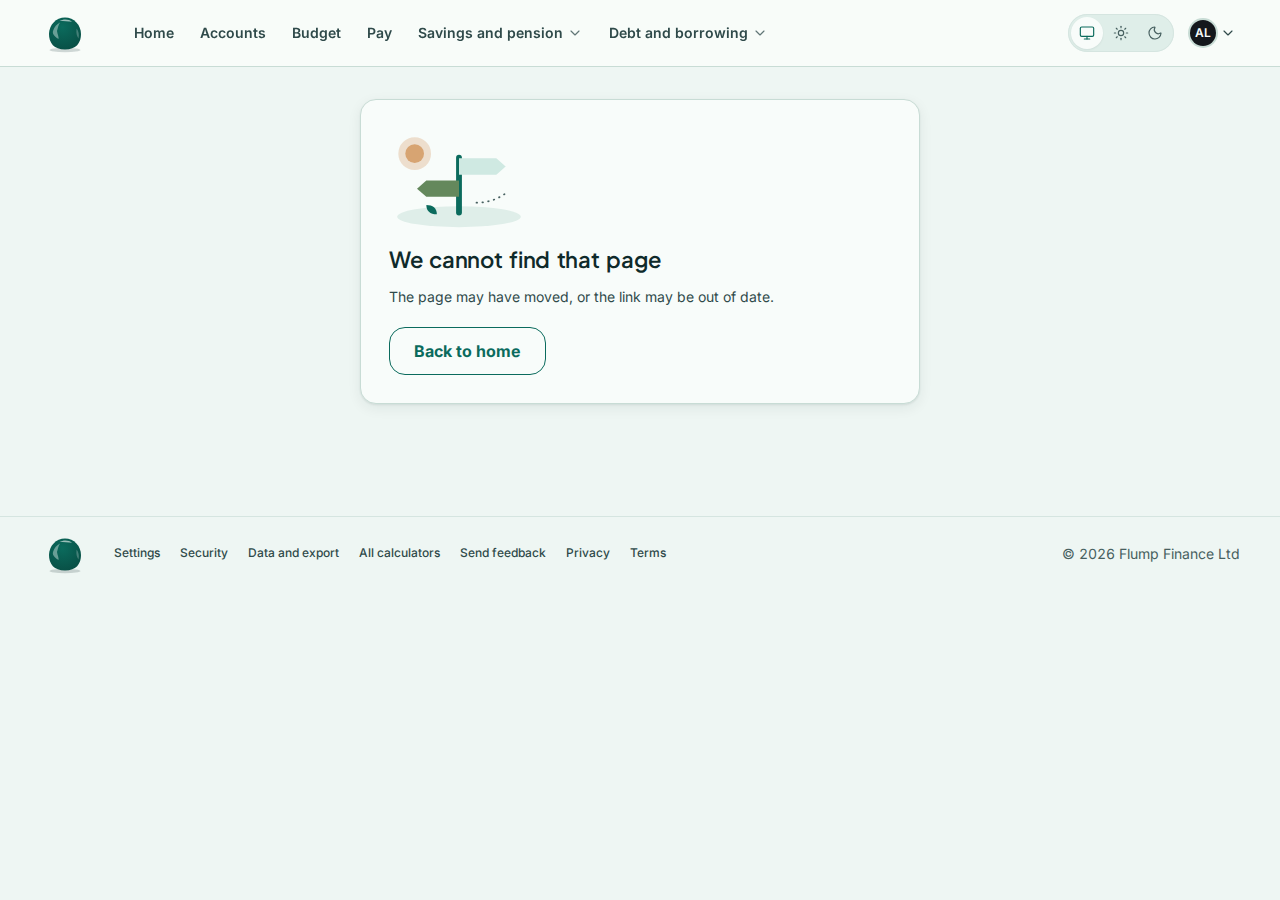 Home Accounts Budget Pay Savings and pension Debt and borrowing AL
We cannot find that page
The page may have moved, or the link may be out of date.
Back to home
Settings Security Data and export All calculators Send feedback Privacy Terms © 2026 Flump Finance Ltd